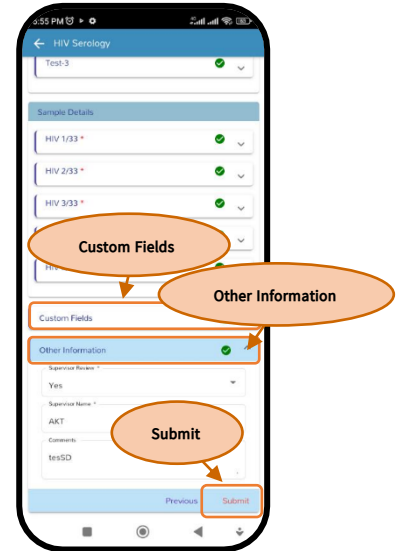 :55 PM
HIV Serology
Test-3
Sample Details
HIV 1/33 *
HIV 2/33 *
HIV 3/33 *
Custom Fields
Other Information
Custom Fields
Other Information
Supervisor Review *
Yes
Supervisor Name *
AKT
Submit
Comments
tesSD
Previous
Submit